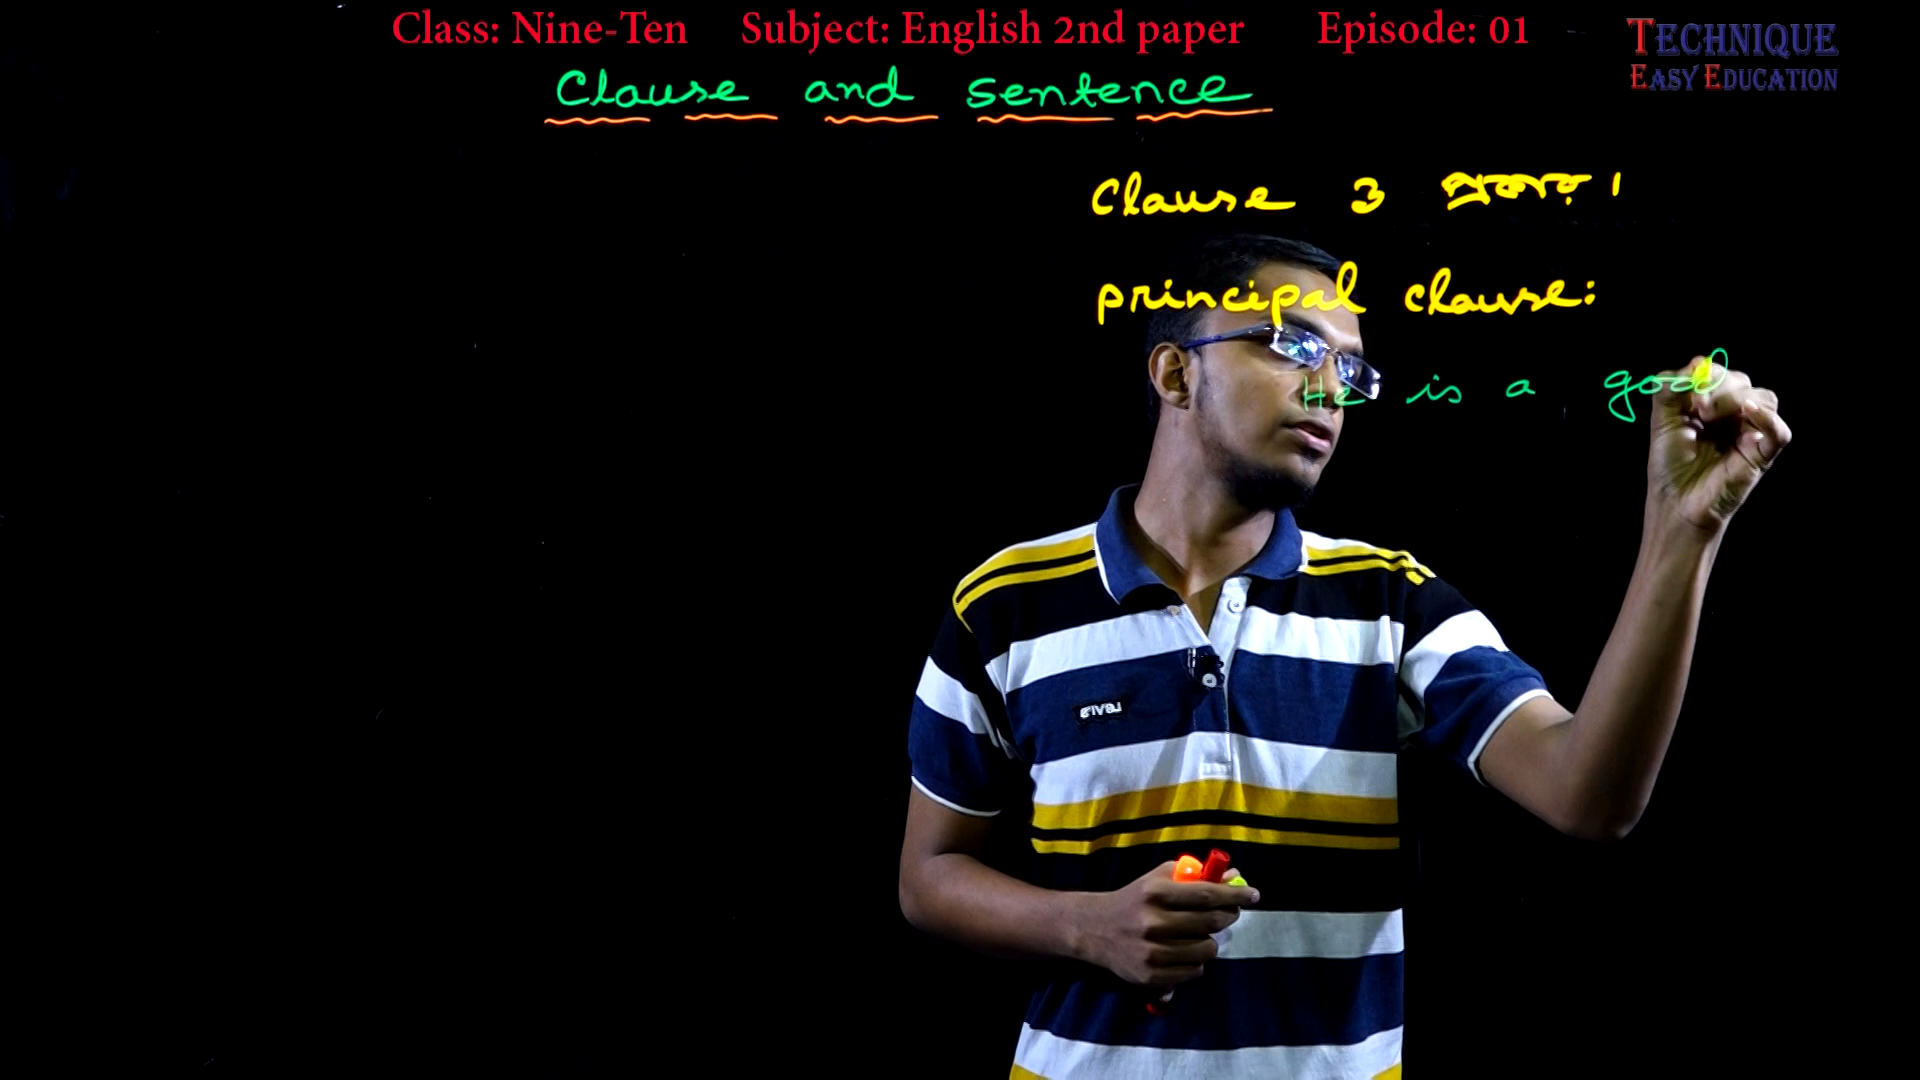 Class: Nine-Ten Subject: English 2nd paper Episode: 01
TECHNIQUE
EASY EDUCATION
Clause and sentence
Clause ও প্রকার।
principal clause:
He is a good
LEVI'S